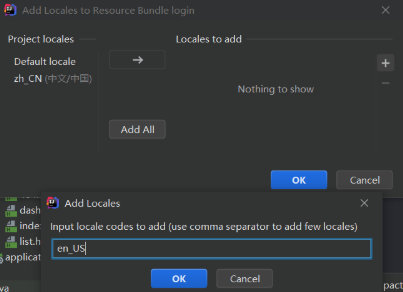 Add Locales to Resource Bundle login
Project locales
Locales to add
Default locale
zh_CN (中文/中国)
Nothing to show
Add All
OK
Cancel
Add Locales
Input locale codes to add (use comma separator to add few locales)
en_US
OK
Cancel
dash
index
list.h
applicat
va
pact